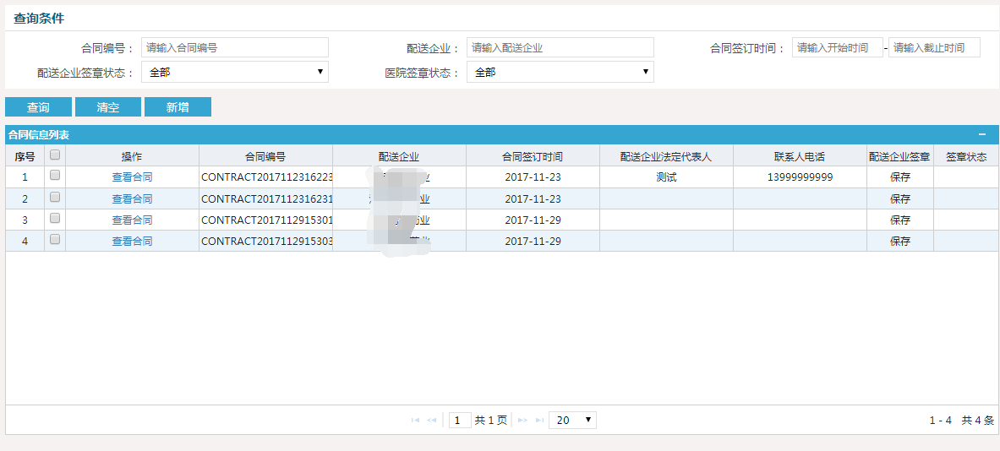 查询条件
合同编号： 请输入合同编号 配送企业： 请输入配送企业 合同签订时间： 请输入开始时间 - 请输入截止时间
配送企业签章状态： 全部 医院签章状态： 全部
查询 清空 新增
合同信息列表
序号 操作 合同编号 配送企业 合同签订时间 配送企业法定代表人 联系人电话 配送企业签章 签章状态
1 查看合同 CONTRACT2017112316223 业 2017-11-23 测试 13999999999 保存
2 查看合同 CONTRACT2017112316231 业 2017-11-23 保存
3 查看合同 CONTRACT2017112915301 药业 2017-11-29 保存
4 查看合同 CONTRACT2017112915303 药业 2017-11-29 保存
1 共 1 页 20 1 - 4 共 4 条